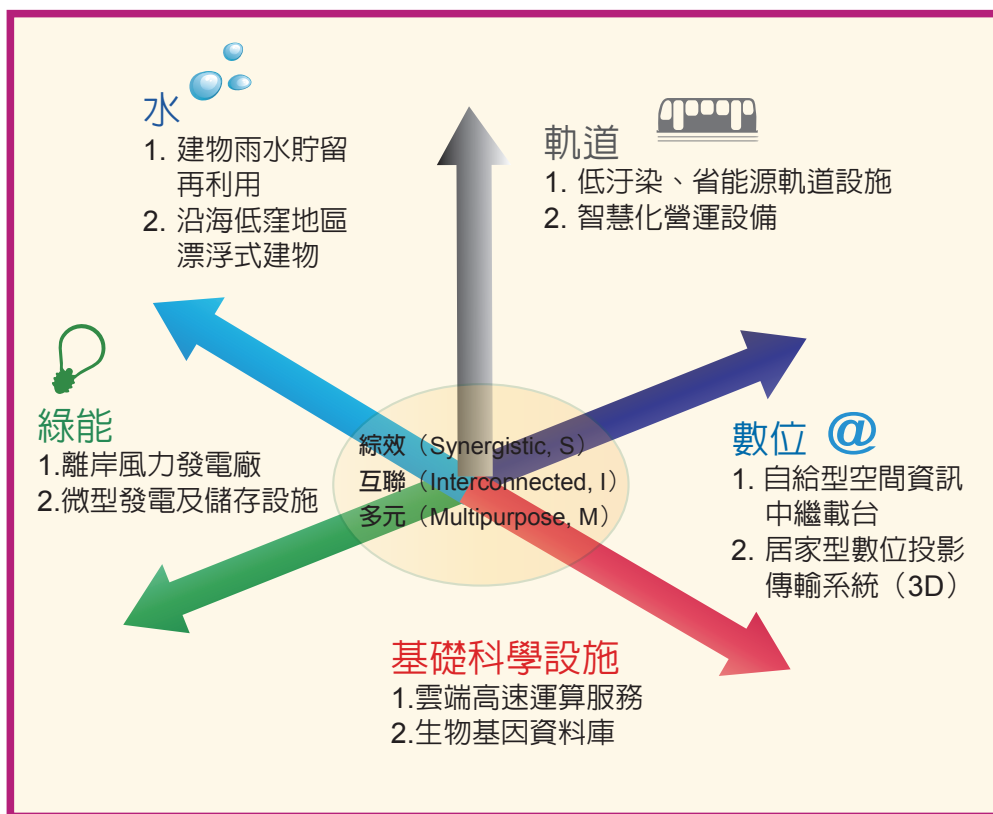 水
1. 建物雨水貯留
再利用
2. 沿海低窪地區
漂浮式建物
軌道
1. 低汙染、省能源軌道設施
2. 智慧化營運設備
綠能
1.離岸風力發電廠
2.微型發電及儲存設施
綜效（Synergistic, S）
互聯（Interconnected, I）
多元（Multipurpose, M）
數位 @
1. 自給型空間資訊
中繼載台
2. 居家型數位投影
傳輸系統（3D）
基礎科學設施
1.雲端高速運算服務
2.生物基因資料庫